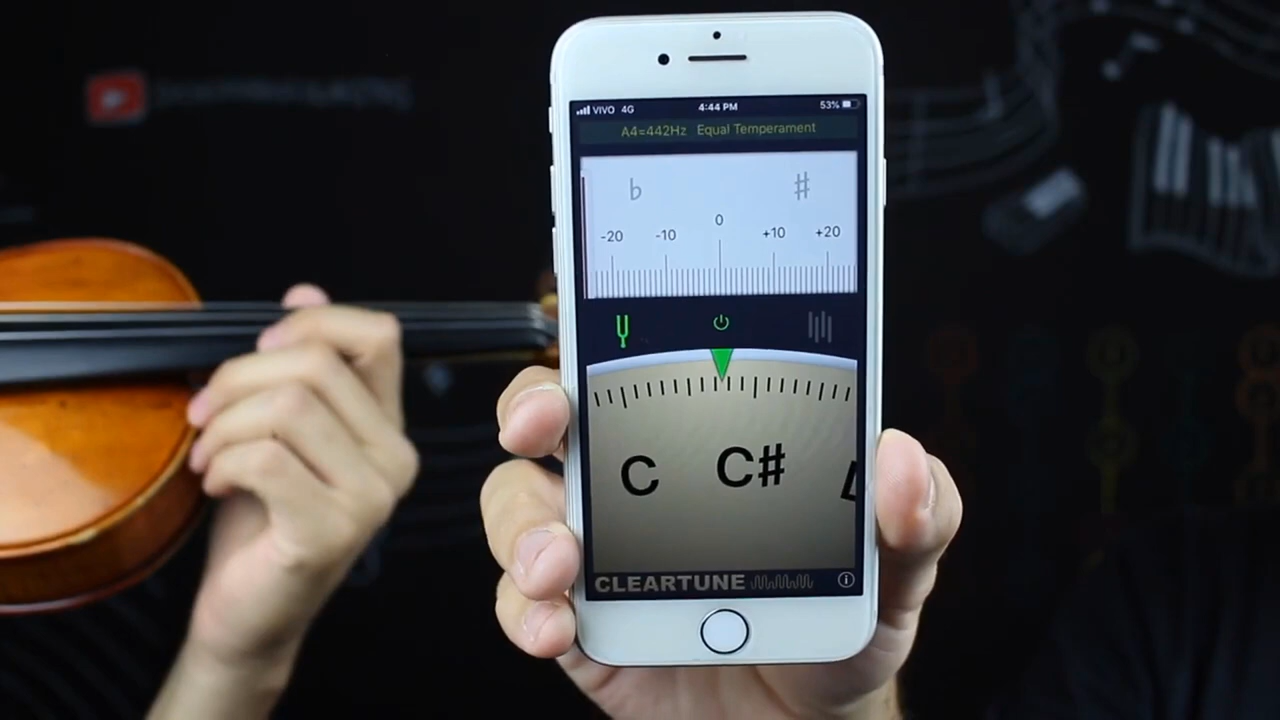 VIVO 4G 4:44 PM 53%
A4=442Hz Equal Temperament
b #
-20 -10 0 +10 +20
C C#
CLEARTUNE